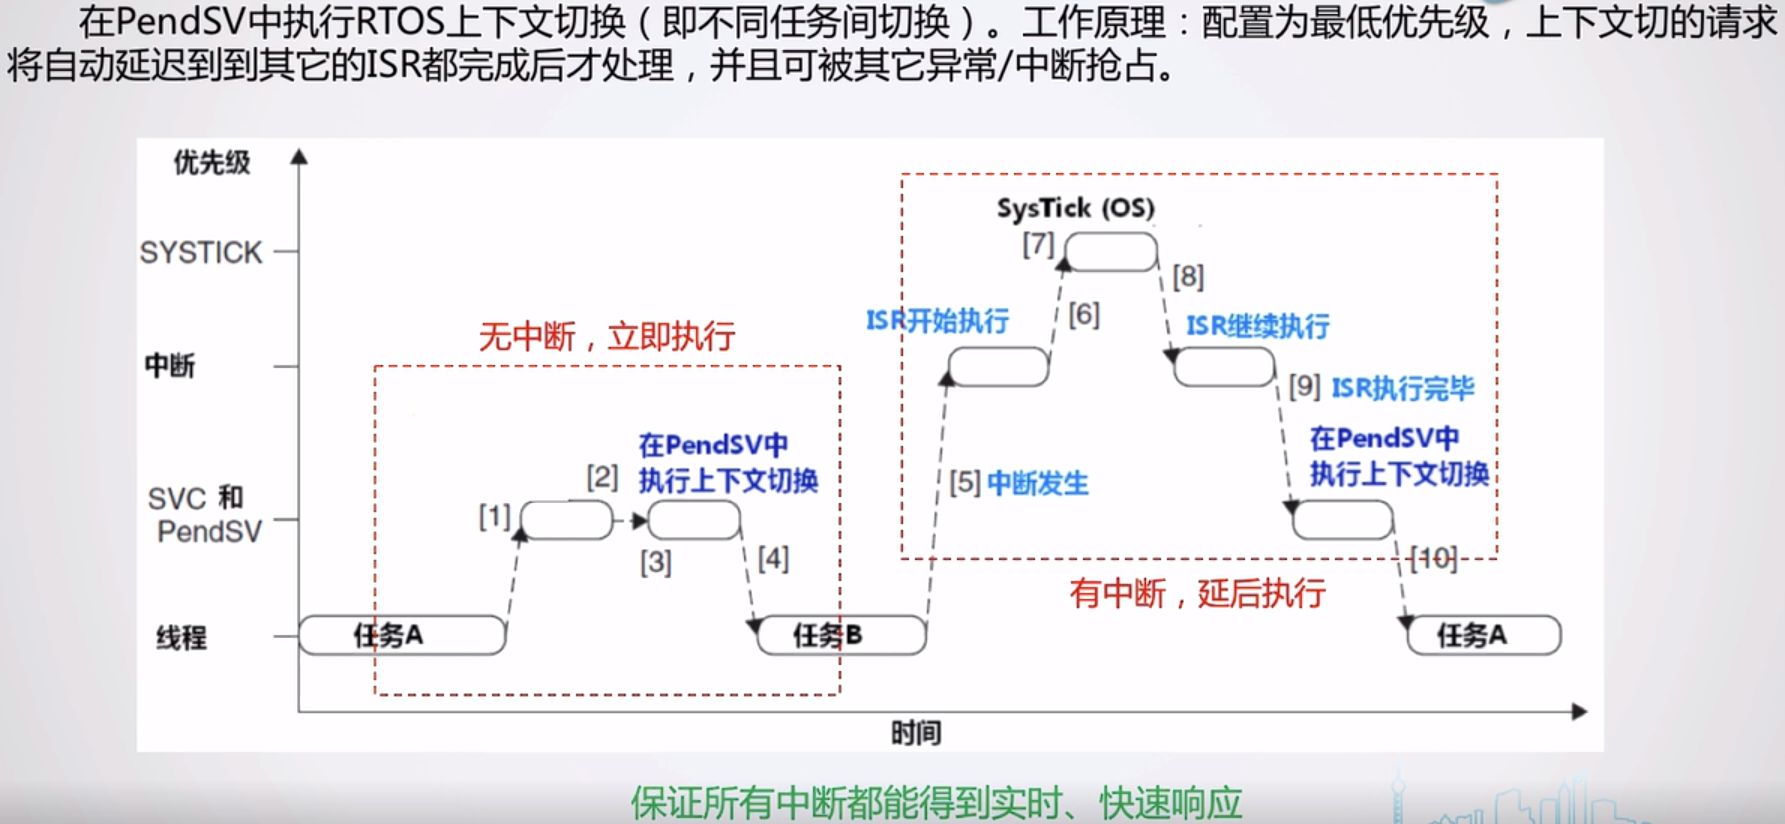 在PendSV中执行RTOS上下文切换（即不同任务间切换）。工作原理：配置为最低优先级，上下文切的请求
将自动延迟到到其它的ISR都完成后才处理，并且可被其它异常/中断抢占。
优先级
SysTick (OS)
[7]
SYSTICK
[8]
ISR开始执行
[6]
ISR继续执行
无中断，立即执行
中断
[9] ISR执行完毕
在PendSV中
执行上下文切换
[2]
在PendSV中
执行上下文切换
[5] 中断发生
SVC 和
PendSV
[1]
[3]
[4]
[10]
有中断，延后执行
线程
任务A
任务B
任务A
时间
保证所有中断都能得到实时、快速响应